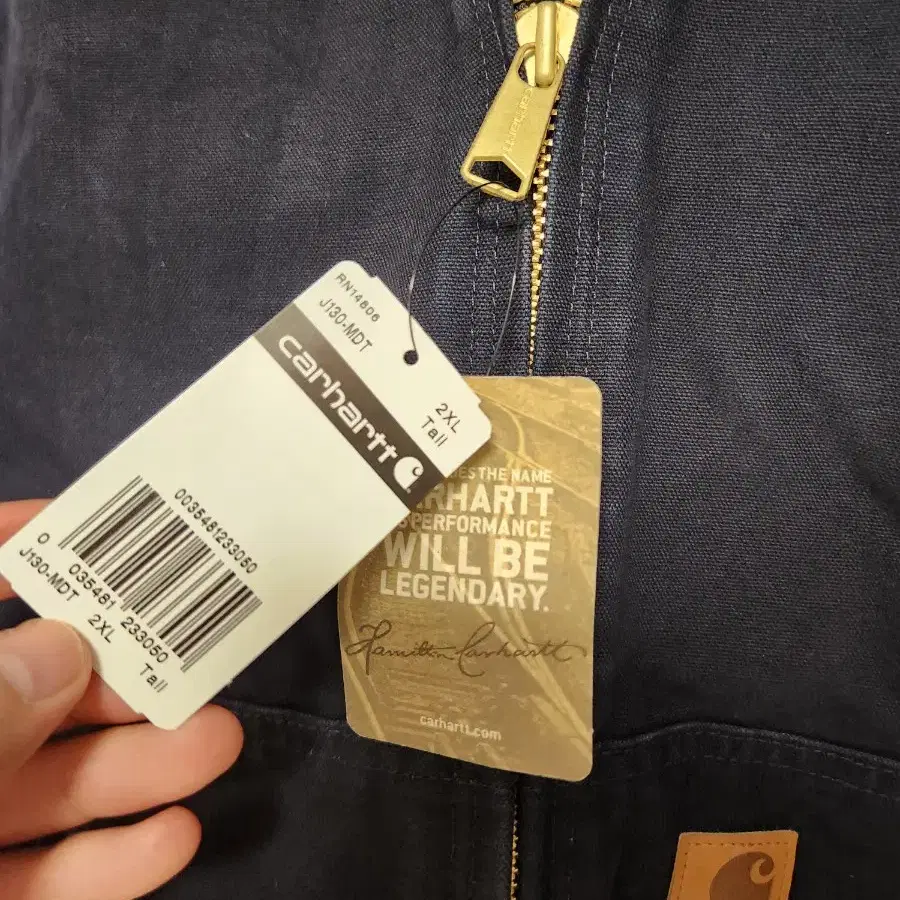 carhartt
RN14806
J130-MDT
carhartt
2XL
Tall
0035481233050
0 035481 233050
J130-MDT 2XL Tall
THE NAME
RHARTT
PERFORMANCE
WILL BE
LEGENDARY.
Hamilton Carhartt
carhartt.com